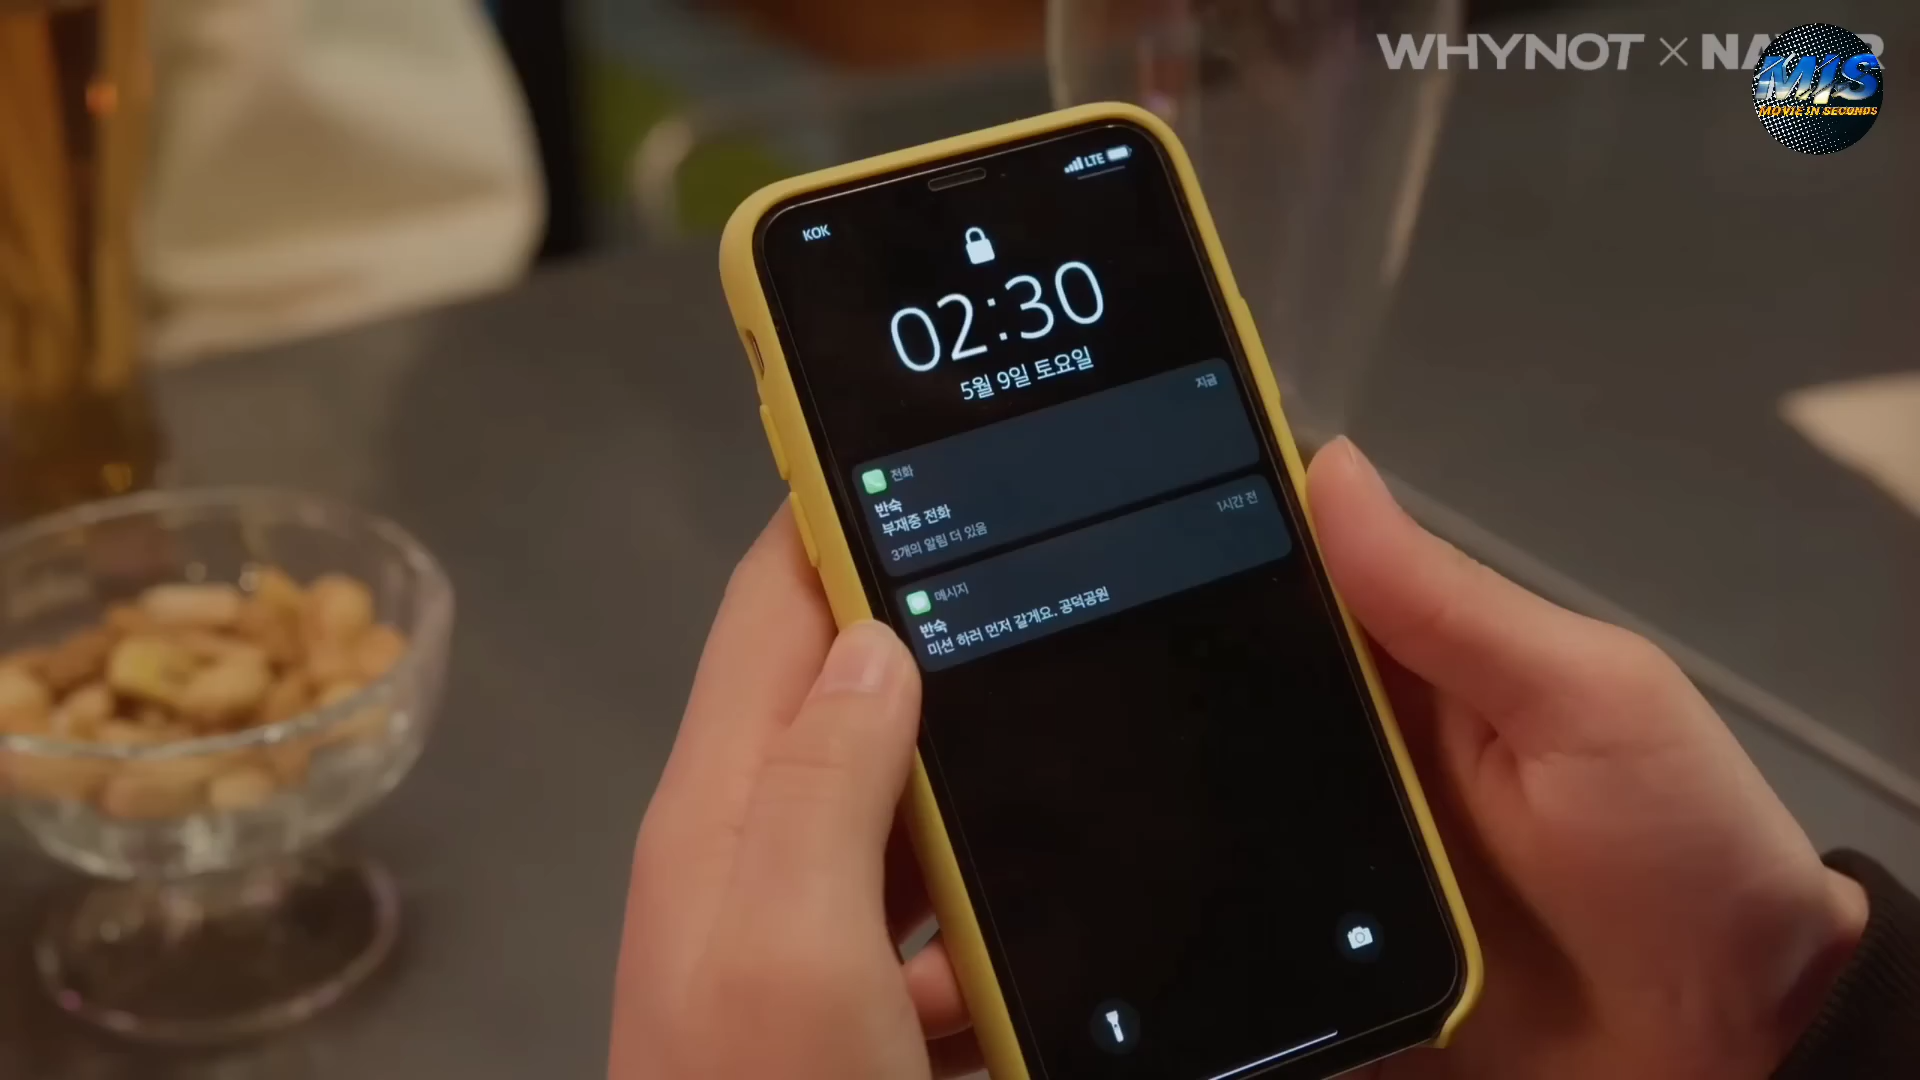 WHYNOT × NA
MIS
MOVIE IN SECONDS
LTE
KOK
02:30
5월 9일 토요일
전화
지금
반숙
부재중 전화
3개의 알림 더 있음
메시지
1시간 전
반숙
미션 하러 먼저 갈게요. 공덕공원